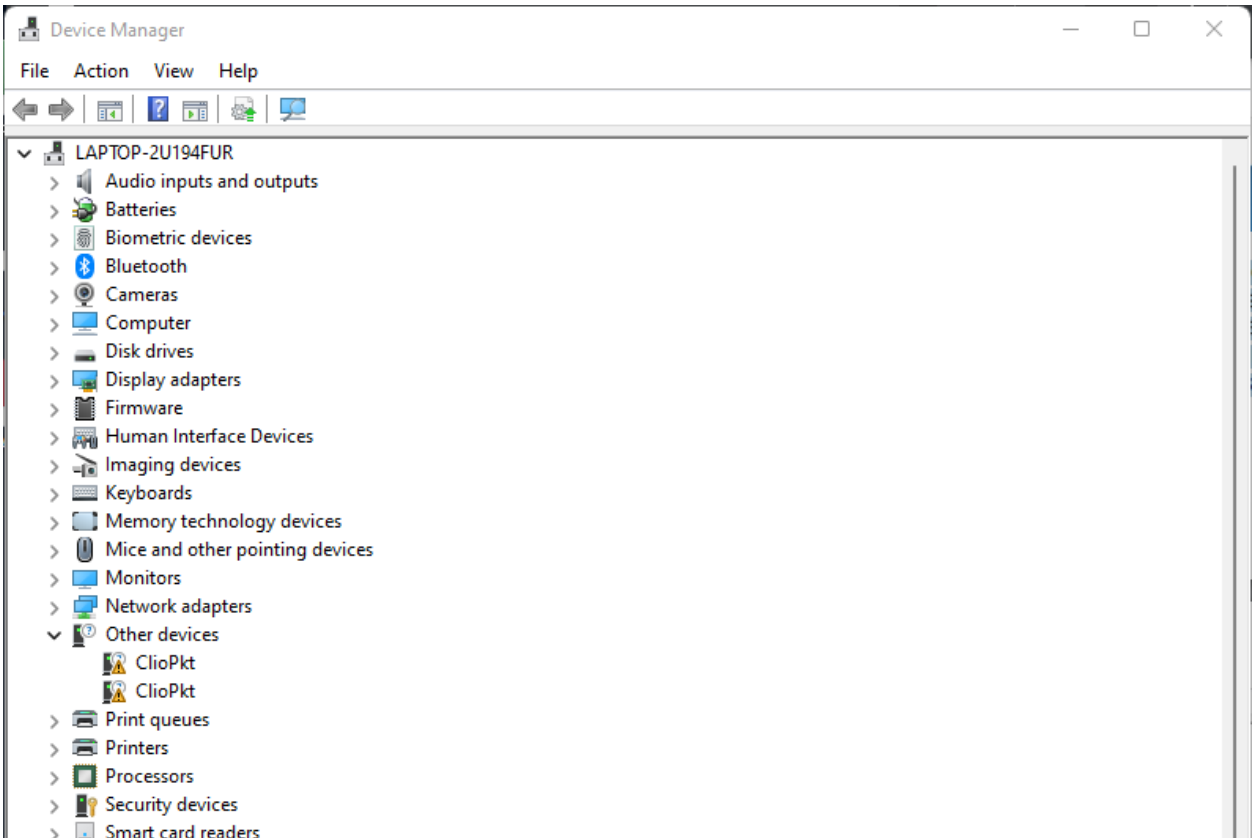 Device Manager
File Action View Help
LAPTOP-2U194FUR
Audio inputs and outputs
Batteries
Biometric devices
Bluetooth
Cameras
Computer
Disk drives
Display adapters
Firmware
Human Interface Devices
Imaging devices
Keyboards
Memory technology devices
Mice and other pointing devices
Monitors
Network adapters
Other devices
ClioPkt
ClioPkt
Print queues
Printers
Processors
Security devices
Smart card readers